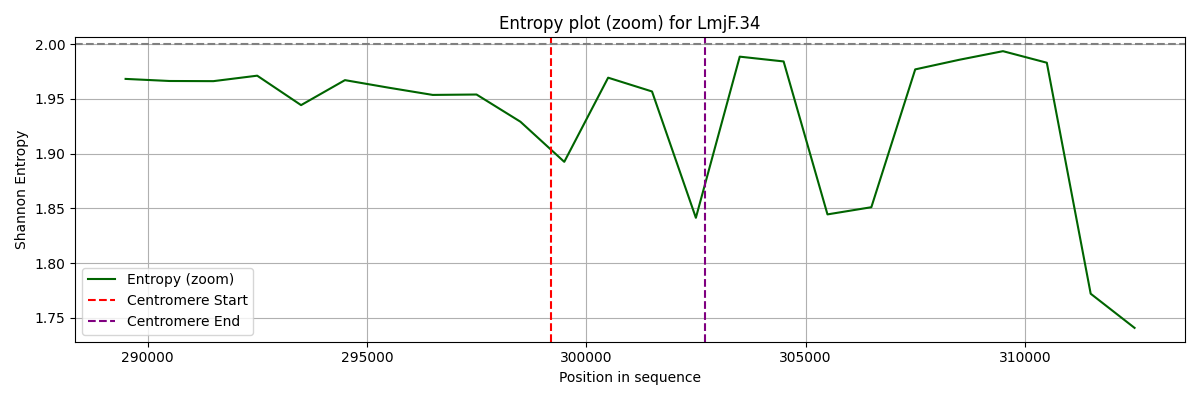 Entropy plot (zoom) for LmjF.34
Shannon Entropy
2.00
1.95
1.90
1.85
1.80
1.75
Entropy (zoom)
Centromere Start
Centromere End
290000 295000 300000 305000 310000
Position in sequence